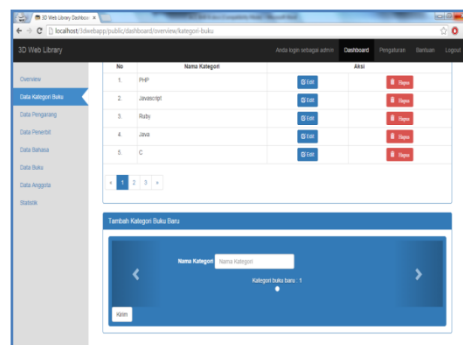 3D Web Library Dashboa
localhost/3dwebapp/public/dashboard/overview/kategori-buku
3D Web Library
Anda login sebagai admin Dashboard Pengaturan Bantuan Logout
Overview
Data Kategori Buku
Data Pengarang
Data Penerbit
Data Bahasa
Data Buku
Data Anggota
Statistik
No Nama Kategori Aksi
1. PHP Edit Hapus
2. Javascript Edit Hapus
3. Ruby Edit Hapus
4. Java Edit Hapus
5. C Edit Hapus
« 1 2 3 »
Tambah Kategori Buku Baru
Nama Kategori Nama Kategori
Kategori buku baru : 1
Kirim